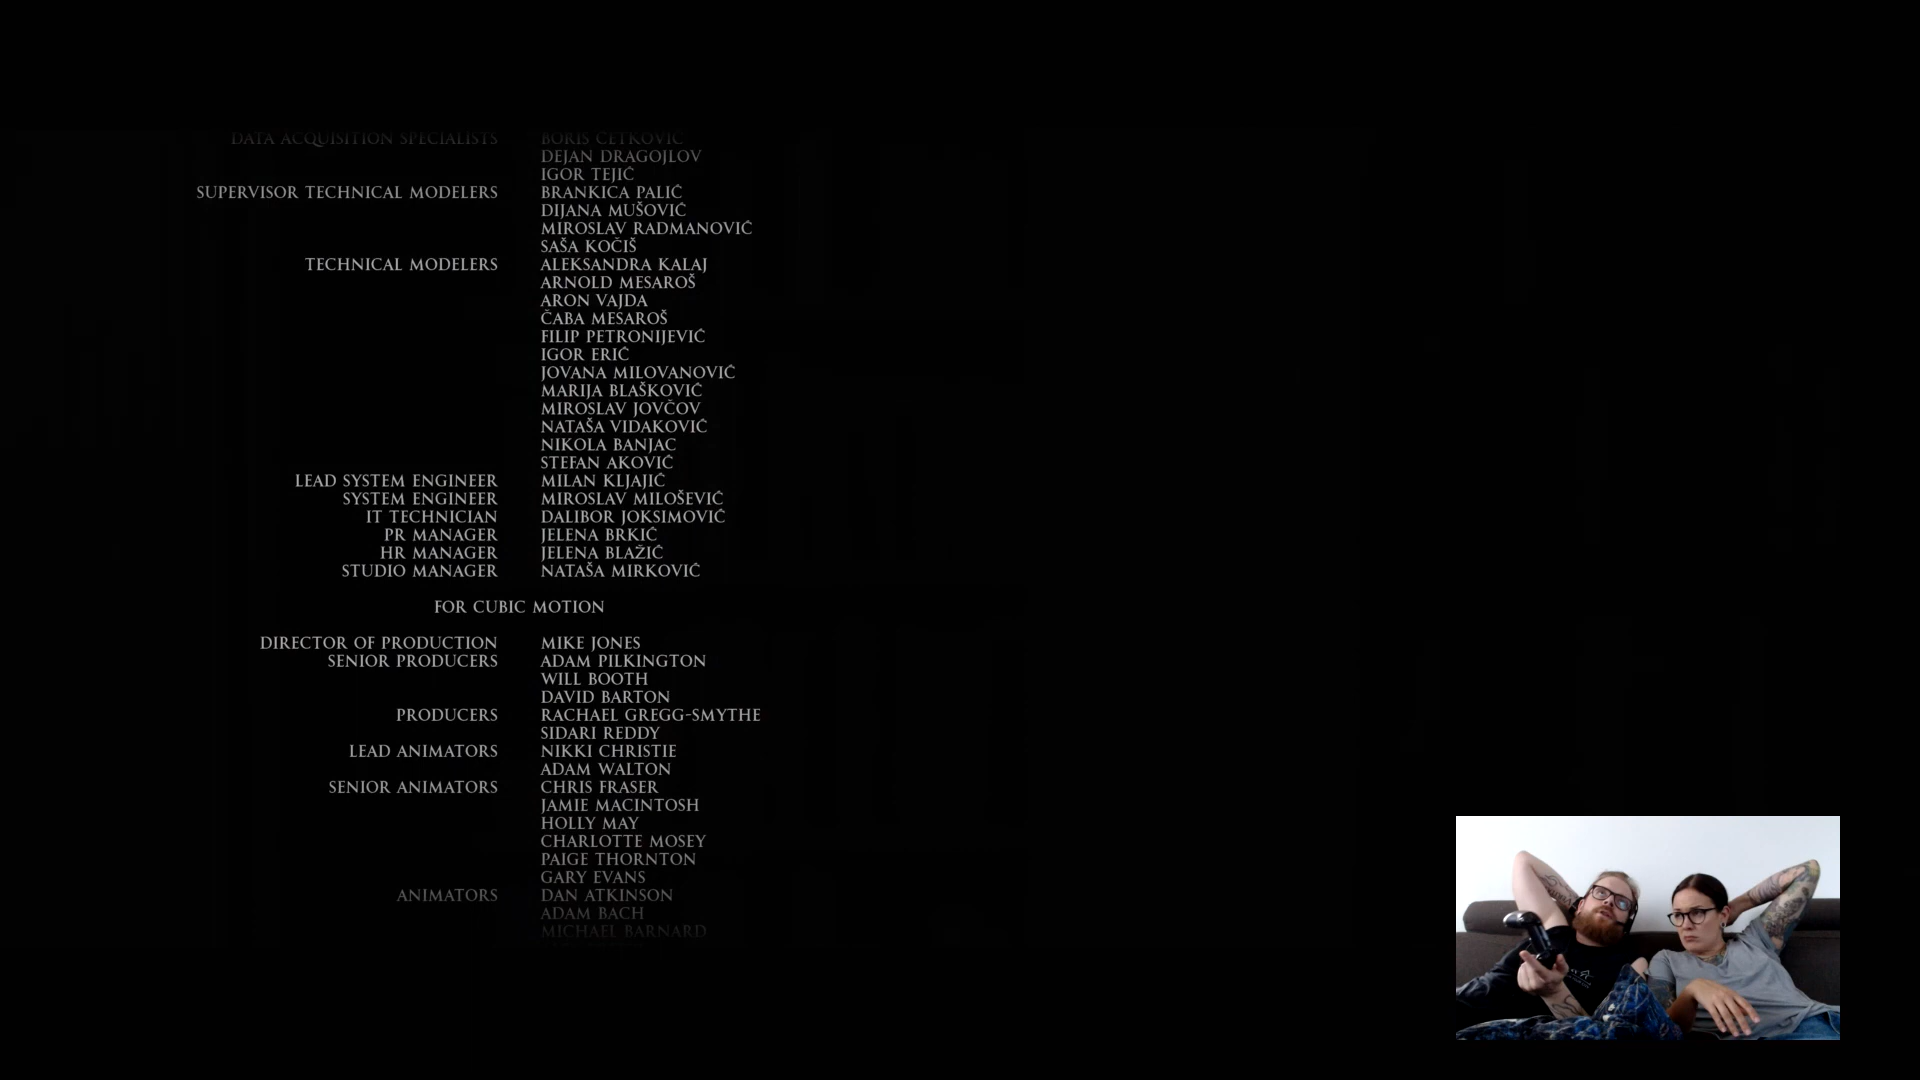 DATA ACQUISITION SPECIALISTS BORIS CETKOVIĆ
DEJAN DRAGOJLOV
IGOR TEJIĆ
SUPERVISOR TECHNICAL MODELERS BRANKICA PALIĆ
DIJANA MUŠOVIĆ
MIROSLAV RADMANOVIĆ
SAŠA KOČIŠ
TECHNICAL MODELERS ALEKSANDRA KALAJ
ARNOLD MESAROŠ
ARON VAJDA
ČABA MESAROŠ
FILIP PETRONIJEVIĆ
IGOR ERIĆ
JOVANA MILOVANOVIĆ
MARIJA BLAŠKOVIĆ
MIROSLAV JOVČOV
NATAŠA VIDAKOVIĆ
NIKOLA BANJAC
STEFAN AKOVIĆ
LEAD SYSTEM ENGINEER MILAN KLJAJIĆ
SYSTEM ENGINEER MIROSLAV MILOŠEVIĆ
IT TECHNICIAN DALIBOR JOKSIMOVIĆ
PR MANAGER JELENA BRKIĆ
HR MANAGER JELENA BLAŽIĆ
STUDIO MANAGER NATAŠA MIRKOVIĆ
FOR CUBIC MOTION
DIRECTOR OF PRODUCTION MIKE JONES
SENIOR PRODUCERS ADAM PILKINGTON
WILL BOOTH
DAVID BARTON
PRODUCERS RACHAEL GREGG-SMYTHE
SIDARI REDDY
LEAD ANIMATORS NIKKI CHRISTIE
ADAM WALTON
SENIOR ANIMATORS CHRIS FRASER
JAMIE MACINTOSH
HOLLY MAY
CHARLOTTE MOSEY
PAIGE THORNTON
GARY EVANS
ANIMATORS DAN ATKINSON
ADAM BACH
MICHAEL BARNARD